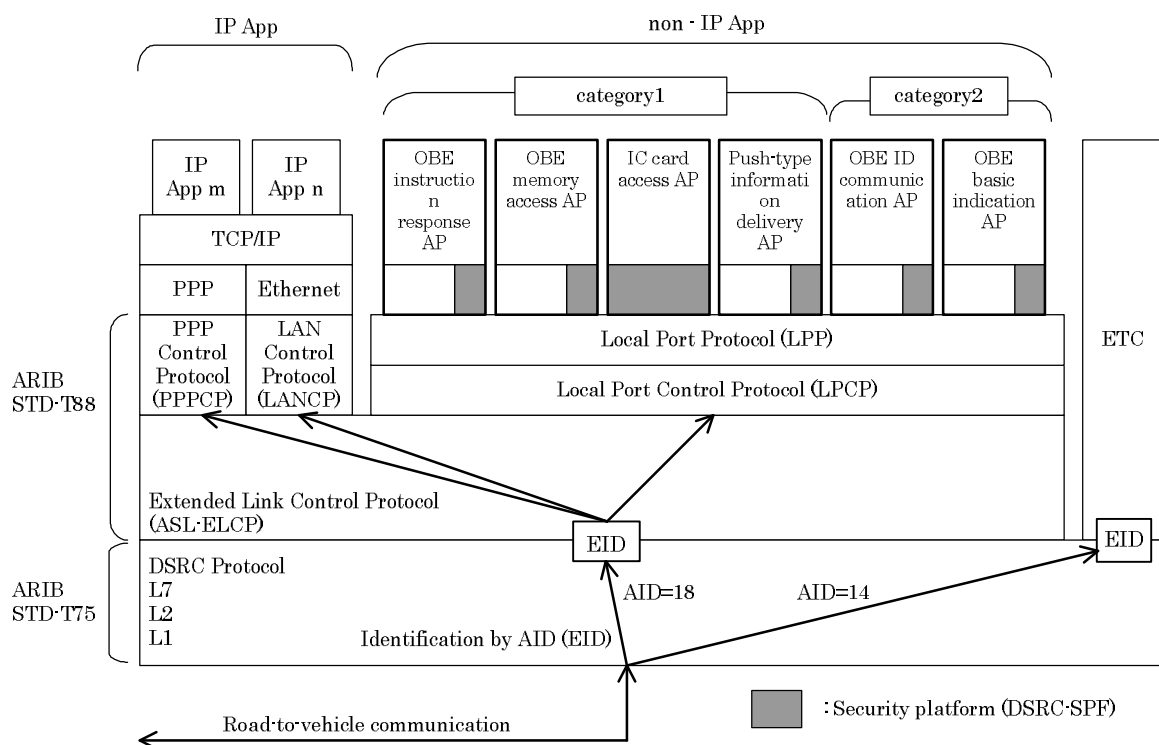 IP App
non - IP App
category1
category2
IP
App m
IP
App n
OBE
instructio
n
response
AP
OBE
memory
access AP
IC card
access AP
Push-type
informati
on
delivery
AP
OBE ID
communic
ation AP
OBE
basic
indication
AP
TCP/IP
PPP
Ethernet
PPP
Control
Protocol
(PPPCP)
LAN
Control
Protocol
(LANCP)
Local Port Protocol (LPP)
Local Port Control Protocol (LPCP)
ETC
ARIB
STD-T88
Extended Link Control Protocol
(ASL-ELCP)
EID
EID
ARIB
STD-T75
DSRC Protocol
L7
L2
L1
AID=18
AID=14
Identification by AID (EID)
Road-to-vehicle communication
: Security platform (DSRC-SPF)